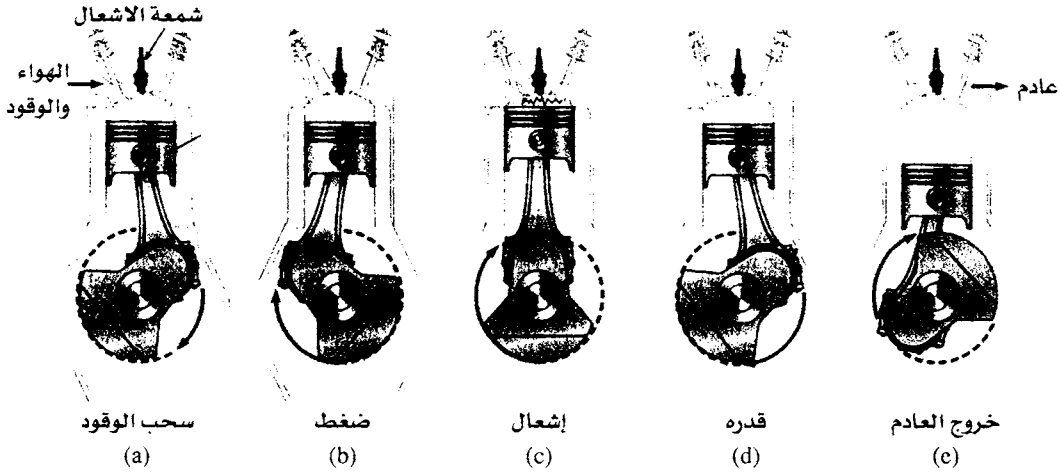 شمعة الاشعال
الهواء
والوقود
عادم
سحب الوقود
ضغط
إشعال
قدره
خروج العادم
(a)
(b)
(c)
(d)
(e)